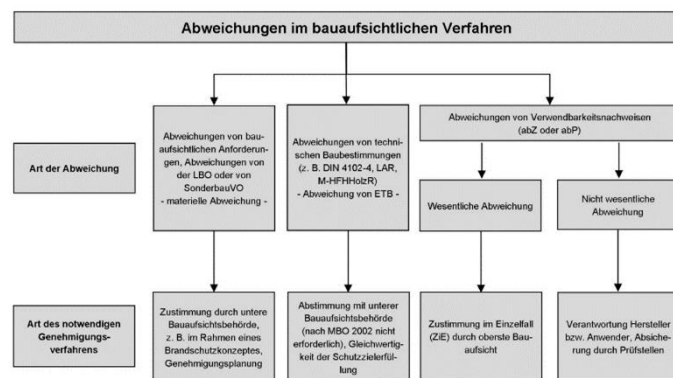 Abweichungen im bauaufsichtlichen Verfahren
Art der Abweichung
Abweichungen von bau-
aufsichtlichen Anforderun-
gen, Abweichungen von
der LBO oder von
SonderbauVO
- materielle Abweichung -
Abweichungen von techni-
schen Baubestimmungen
(z. B. DIN 4102-4, LAR,
M-HFHHolzR)
- Abweichung von ETB -
Abweichungen von Verwendbarkeitsnachweisen
(abZ oder abP)
Wesentliche Abweichung
Nicht wesentliche
Abweichung
Art des notwendigen
Genehmigungs-
verfahrens
Zustimmung durch untere
Bauaufsichtsbehörde,
z. B. im Rahmen eines
Brandschutzkonzeptes,
Genehmigungsplanung
Abstimmung mit unterer
Bauaufsichtsbehörde
(nach MBO 2002 nicht
erforderlich), Gleichwertig-
keit der Schutzzielerfül-
lung
Zustimmung im Einzelfall
(ZiE) durch oberste Bau-
aufsicht
Verantwortung Hersteller
bzw. Anwender, Absiche-
rung durch Prüfstellen